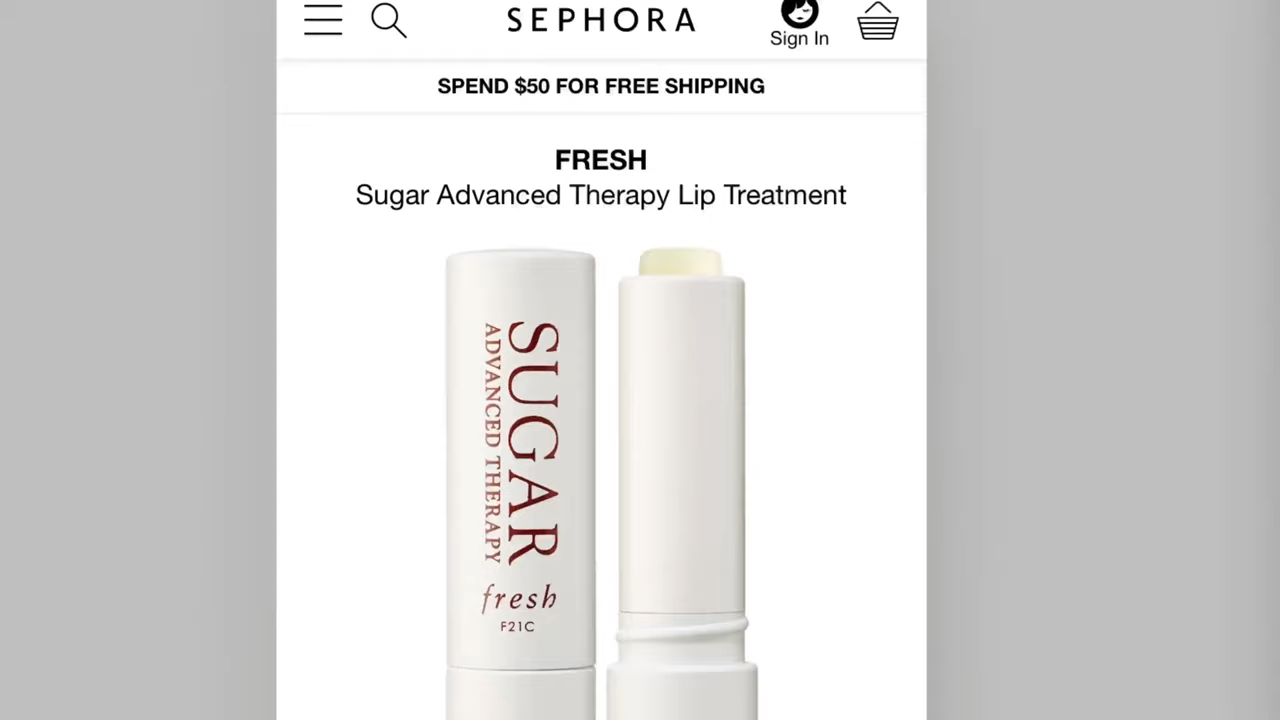 SEPHORA
Sign In
SPEND $50 FOR FREE SHIPPING
FRESH
Sugar Advanced Therapy Lip Treatment
SUGAR
ADVANCED THERAPY
fresh
F21C